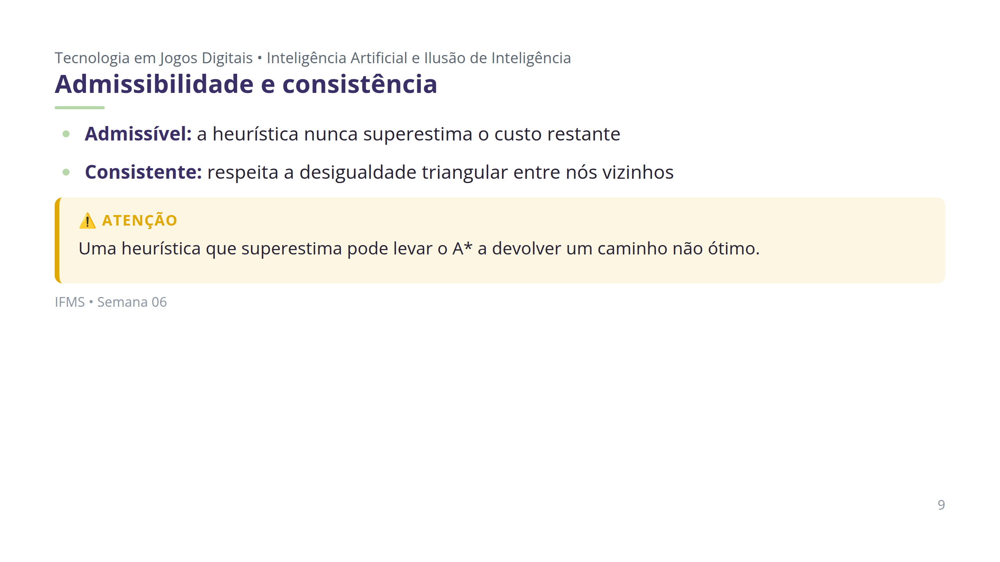 Tecnologia em Jogos Digitais • Inteligência Artificial e Ilusão de Inteligência
Admissibilidade e consistência
• Admissível: a heurística nunca superestima o custo restante
• Consistente: respeita a desigualdade triangular entre nós vizinhos
⚠️ ATENÇÃO
Uma heurística que superestima pode levar o A* a devolver um caminho não ótimo.
IFMS • Semana 06
9